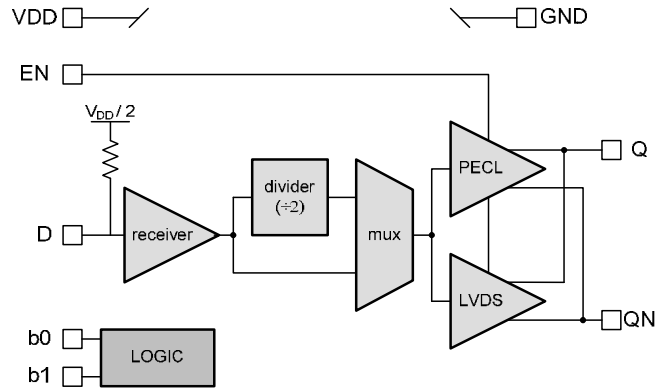 VDD
GND
EN
VDD / 2
PECL
Q
divider
(÷2)
D
receiver
mux
LVDS
QN
b0
LOGIC
b1